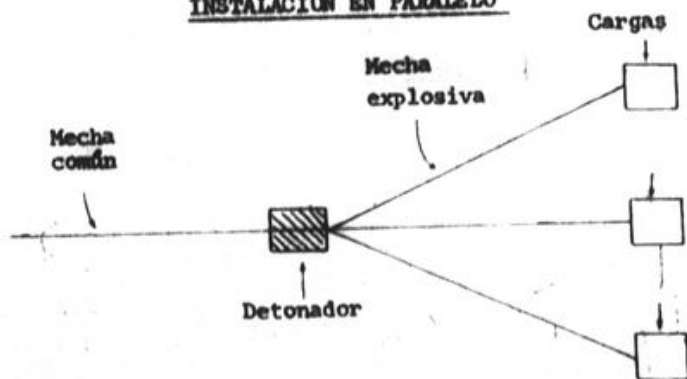 INSTALACION EN PARALELO
Cargas
Mecha
explosiva
Mecha
común
Detonador